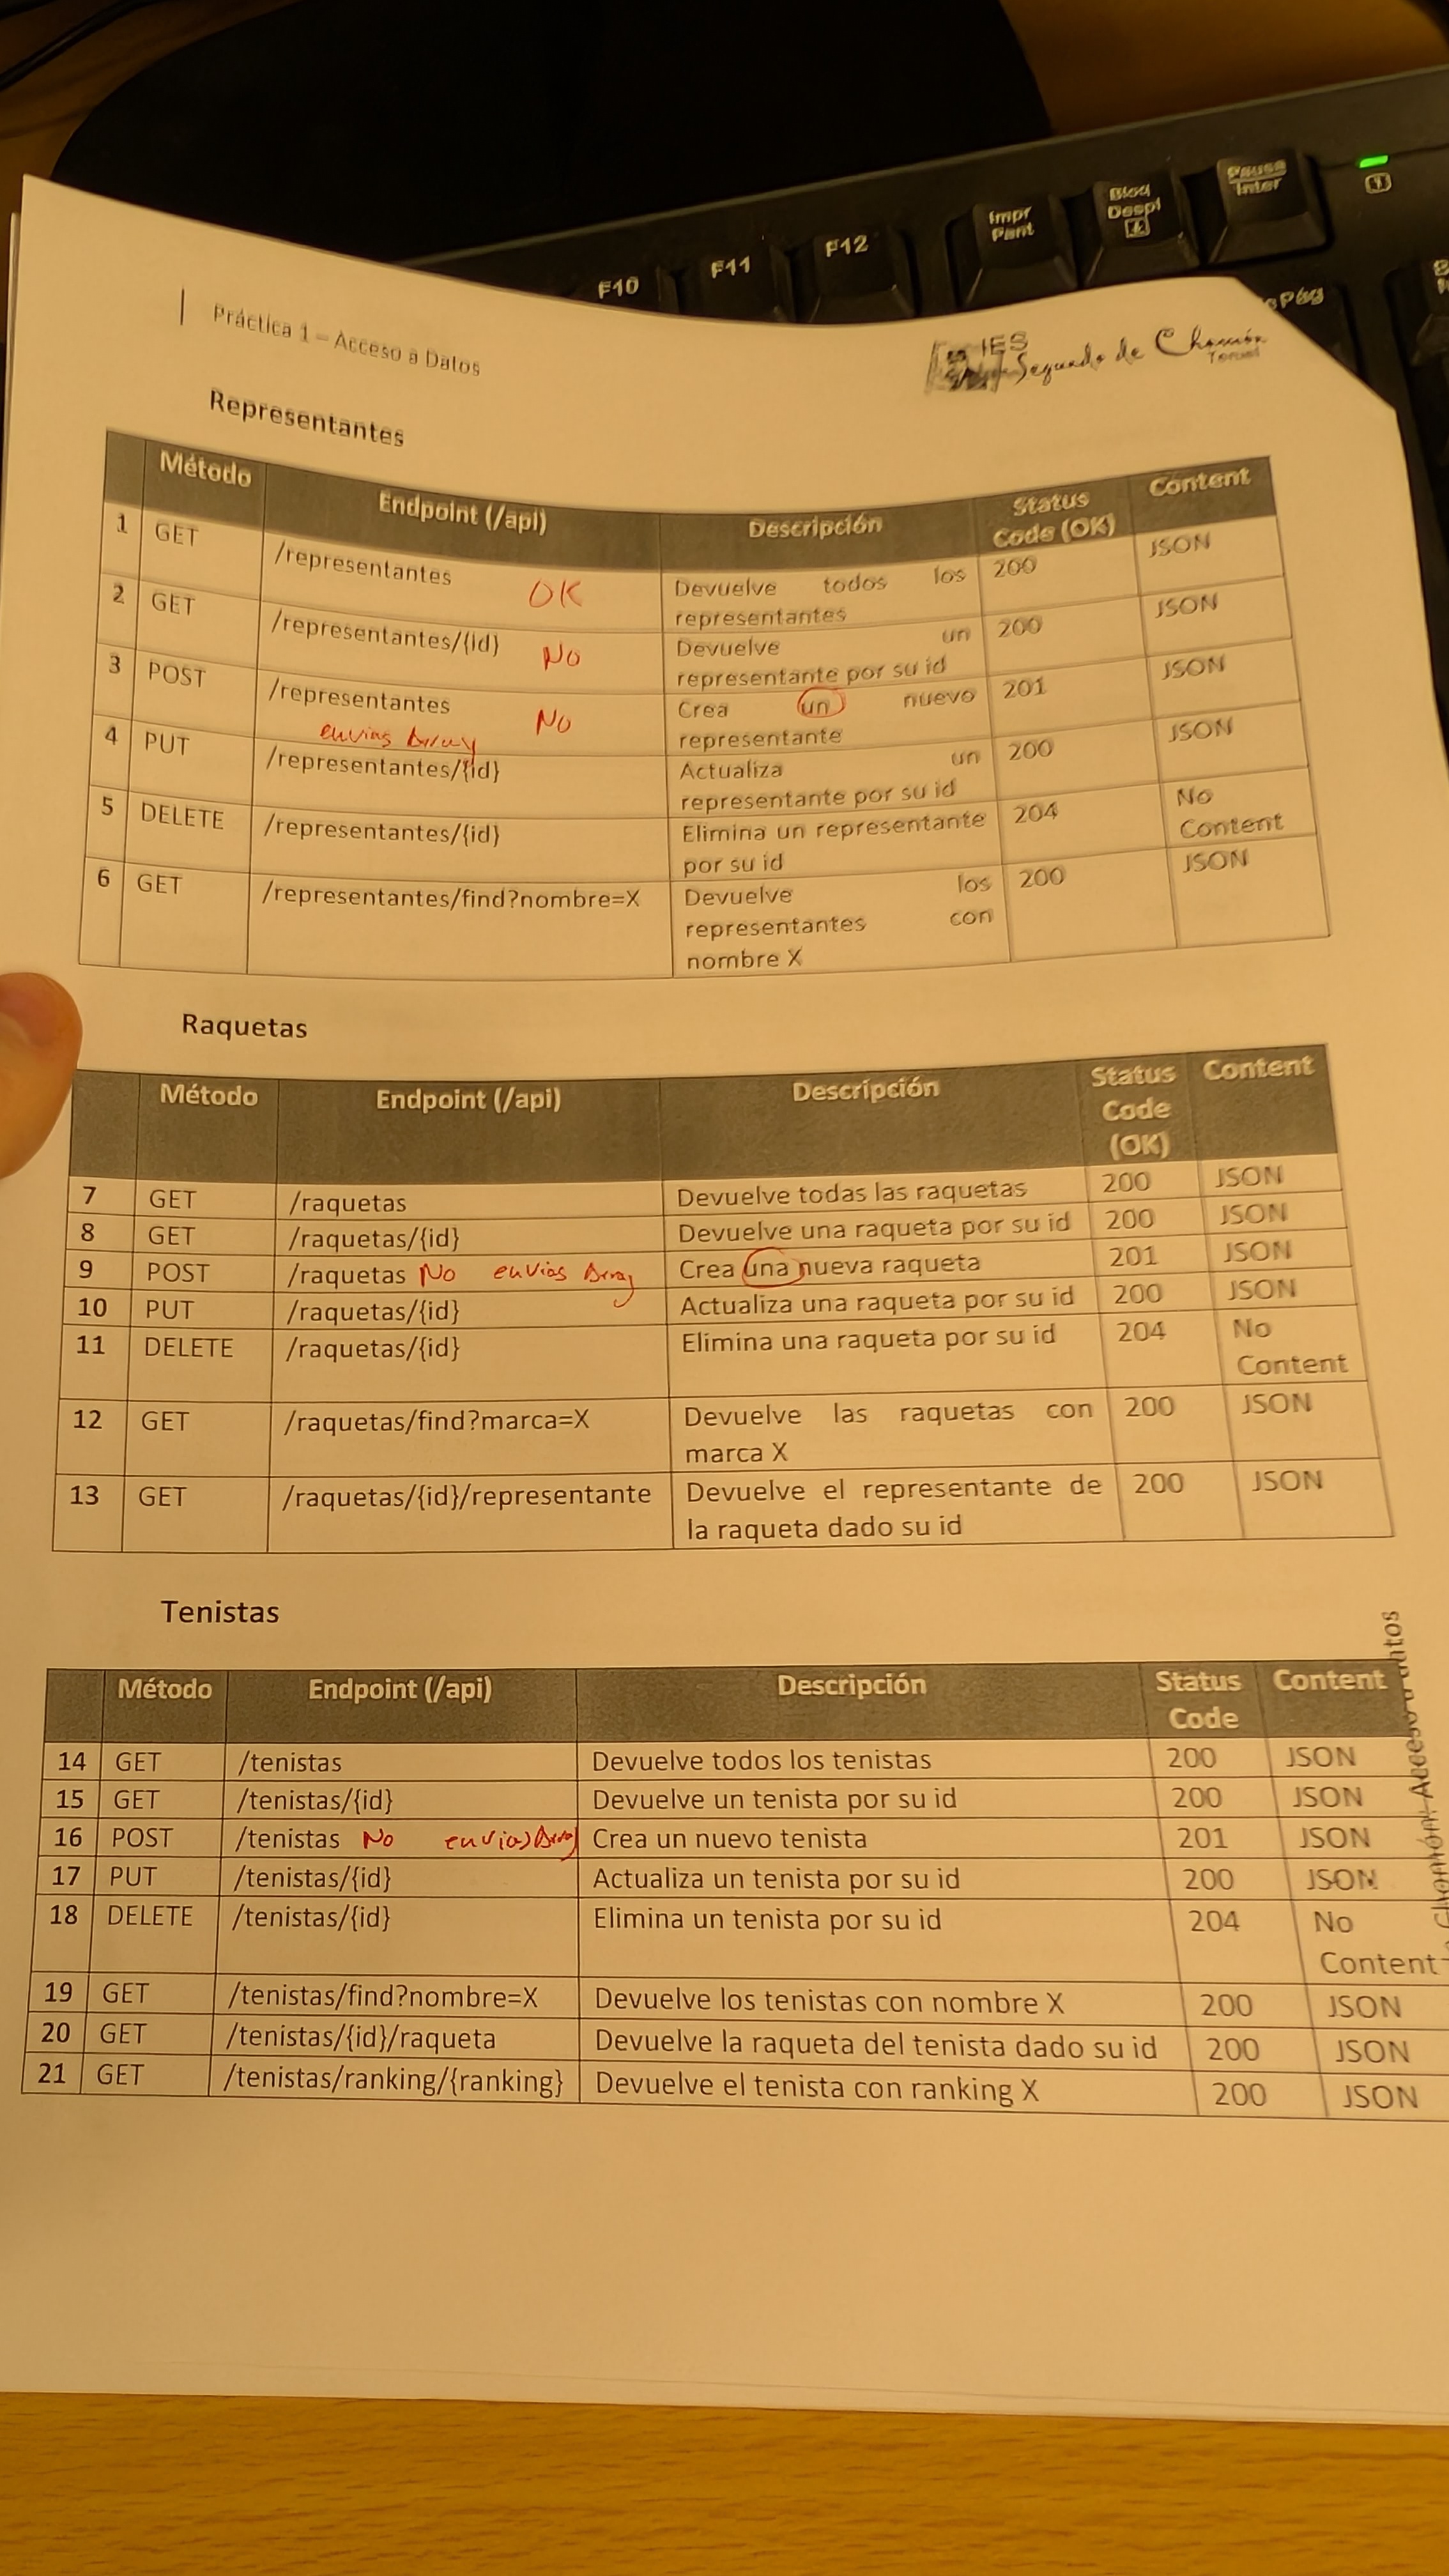 Impr
Pant
Bloq
Despl
Pausa
Inter
F10
F11
F12
Pág
Práctica 1 – Acceso a Datos
IES
Segundo de Chomón
Teruel
Representantes
Método Endpoint (/api) Descripción Status Code (OK) Content
1 GET /representantes OK Devuelve todos los representantes 200 JSON
2 GET /representantes/{id} No Devuelve un representante por su id 200 JSON
3 POST /representantes No Crea un nuevo representante 201 JSON
envias Array
4 PUT /representantes/{id} Actualiza un representante por su id 200 JSON
5 DELETE /representantes/{id} Elimina un representante por su id 204 No Content
6 GET /representantes/find?nombre=X Devuelve los representantes con nombre X 200 JSON
Raquetas
Método Endpoint (/api) Descripción Status Code (OK) Content
7 GET /raquetas Devuelve todas las raquetas 200 JSON
8 GET /raquetas/{id} Devuelve una raqueta por su id 200 JSON
9 POST /raquetas No envias Array Crea una nueva raqueta 201 JSON
10 PUT /raquetas/{id} Actualiza una raqueta por su id 200 JSON
11 DELETE /raquetas/{id} Elimina una raqueta por su id 204 No Content
12 GET /raquetas/find?marca=X Devuelve las raquetas con marca X 200 JSON
13 GET /raquetas/{id}/representante Devuelve el representante de la raqueta dado su id 200 JSON
Tenistas
Método Endpoint (/api) Descripción Status Code Content
14 GET /tenistas Devuelve todos los tenistas 200 JSON
15 GET /tenistas/{id} Devuelve un tenista por su id 200 JSON
16 POST /tenistas No envias Array Crea un nuevo tenista 201 JSON
17 PUT /tenistas/{id} Actualiza un tenista por su id 200 JSON
18 DELETE /tenistas/{id} Elimina un tenista por su id 204 No Content
19 GET /tenistas/find?nombre=X Devuelve los tenistas con nombre X 200 JSON
20 GET /tenistas/{id}/raqueta Devuelve la raqueta del tenista dado su id 200 JSON
21 GET /tenistas/ranking/{ranking} Devuelve el tenista con ranking X 200 JSON